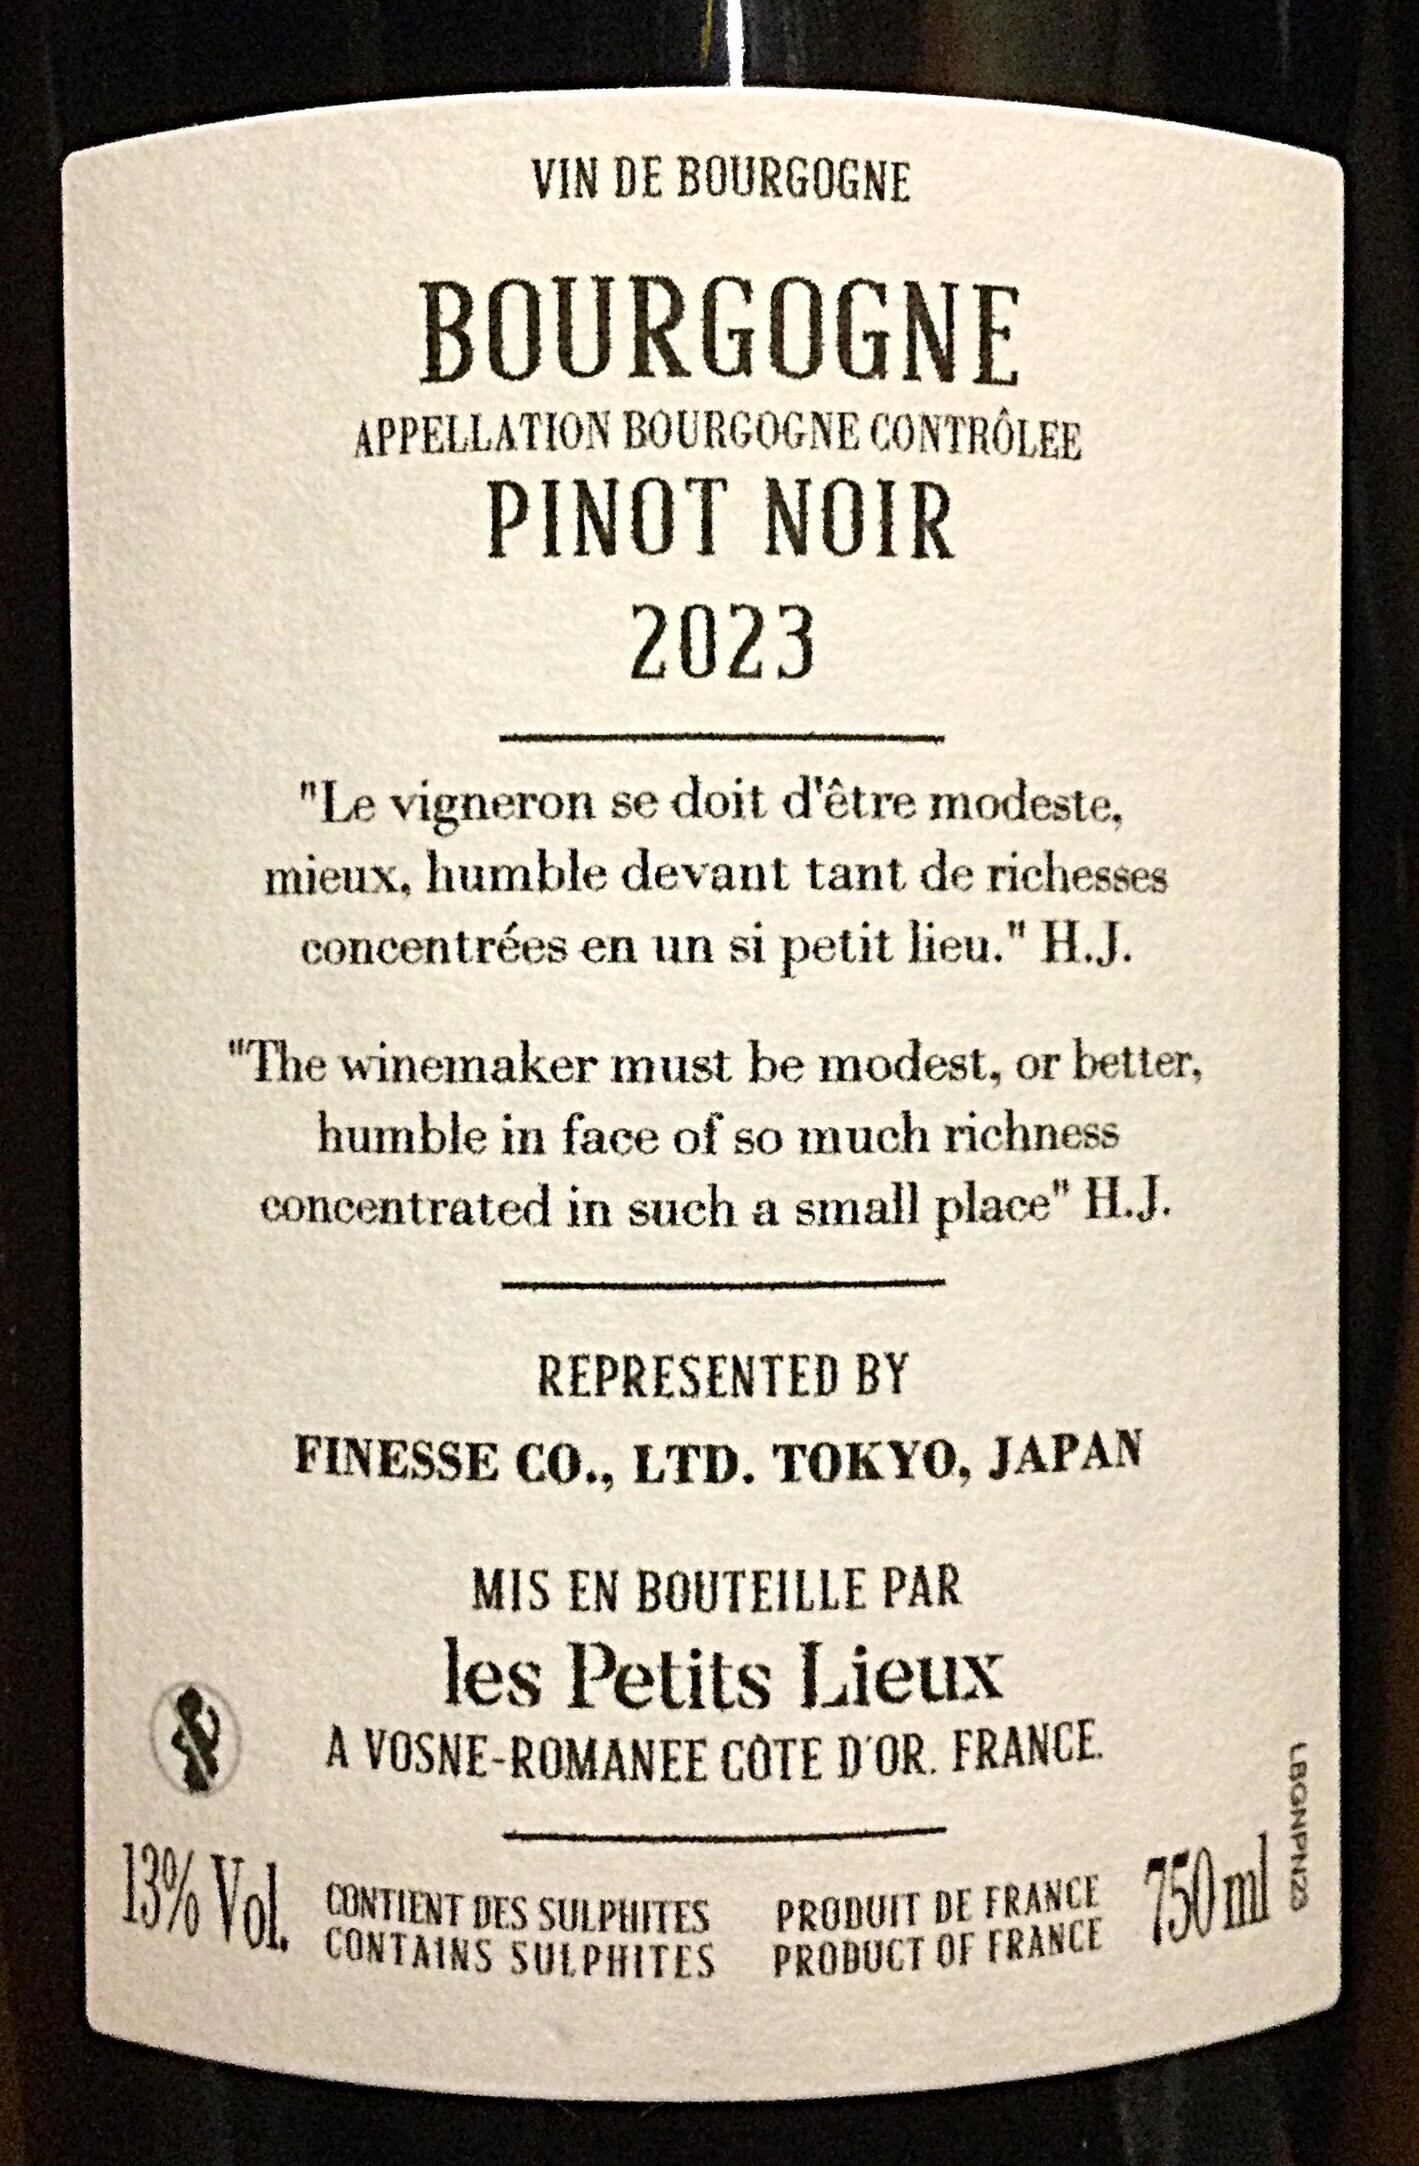 VIN DE BOURGOGNE
BOURGOGNE
APPELLATION BOURGOGNE CONTRÔLEE
PINOT NOIR
2023
"Le vigneron se doit d'être modeste,
mieux, humble devant tant de richesses
concentrées en un si petit lieu." H.J.
"The winemaker must be modest, or better,
humble in face of so much richness
concentrated in such a small place" H.J.
REPRESENTED BY
FINESSE CO., LTD. TOKYO, JAPAN
MIS EN BOUTEILLE PAR
les Petits Lieux
A VOSNE-ROMANEE CÔTE D'OR. FRANCE.
13% Vol.
CONTIENT DES SULPHITES
CONTAINS SULPHITES
PRODUIT DE FRANCE
PRODUCT OF FRANCE
750 ml
LBGNPN23